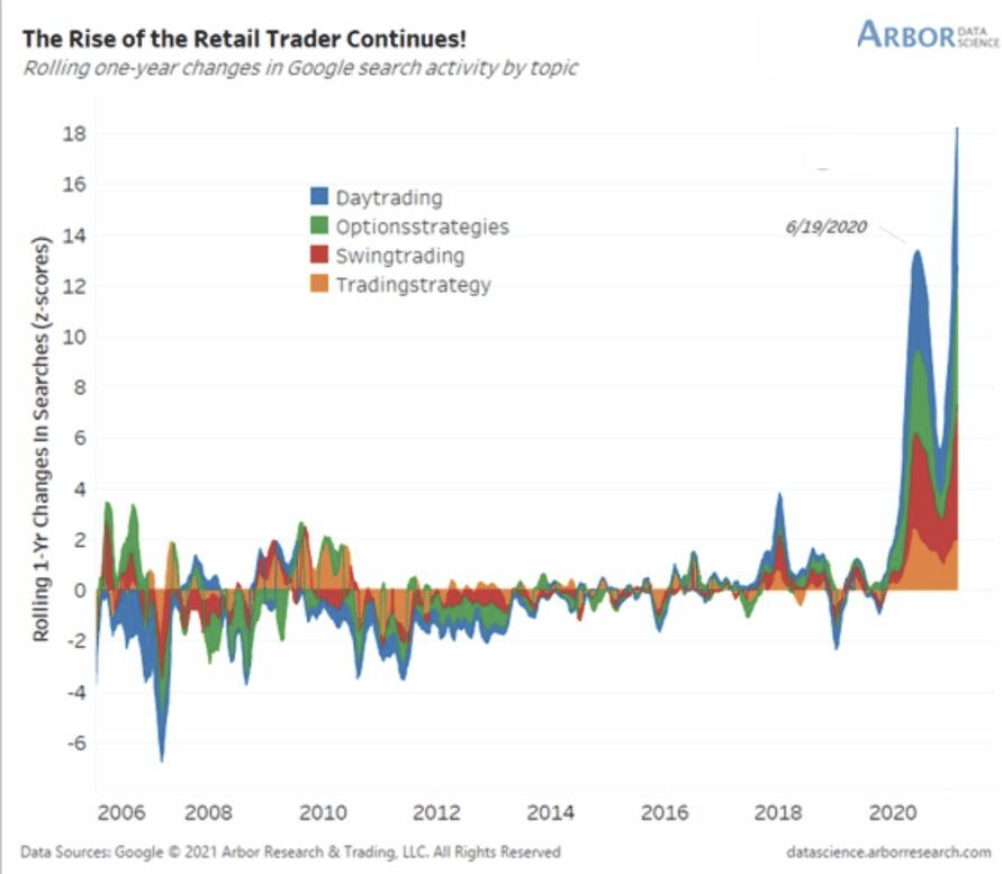 The Rise of the Retail Trader Continues!
Rolling one-year changes in Google search activity by topic
ARBOR DATA SCIENCE
Rolling 1-Yr Changes In Searches (z-scores)
18
16
14
12
10
8
6
4
2
0
-2
-4
-6
Daytrading
Optionsstrategies
Swingtrading
Tradingstrategy
6/19/2020
2006 2008 2010 2012 2014 2016 2018 2020
Data Sources: Google © 2021 Arbor Research & Trading, LLC. All Rights Reserved
datascience.arborresearch.com